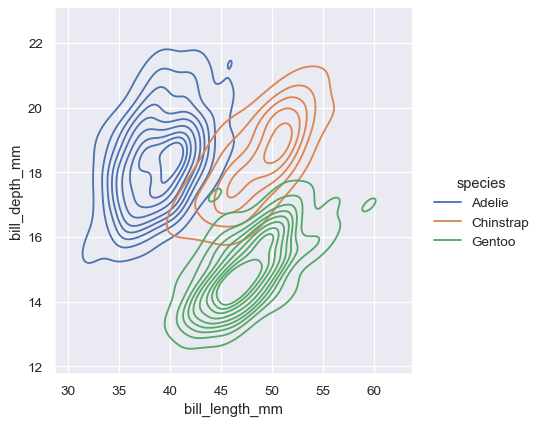 22
20
18
16
14
12
bill_depth_mm
30 35 40 45 50 55 60
bill_length_mm
species
Adelie
Chinstrap
Gentoo